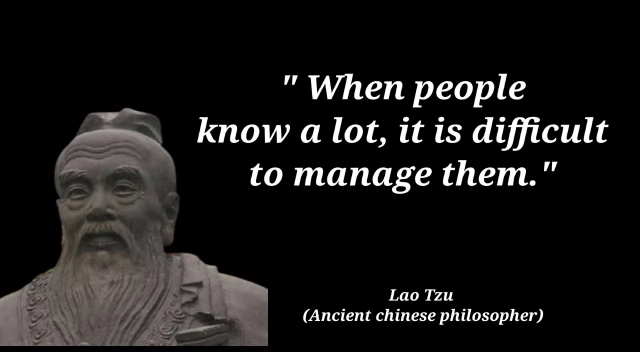 " When people
know a lot, it is difficult
to manage them."
Lao Tzu
(Ancient chinese philosopher)